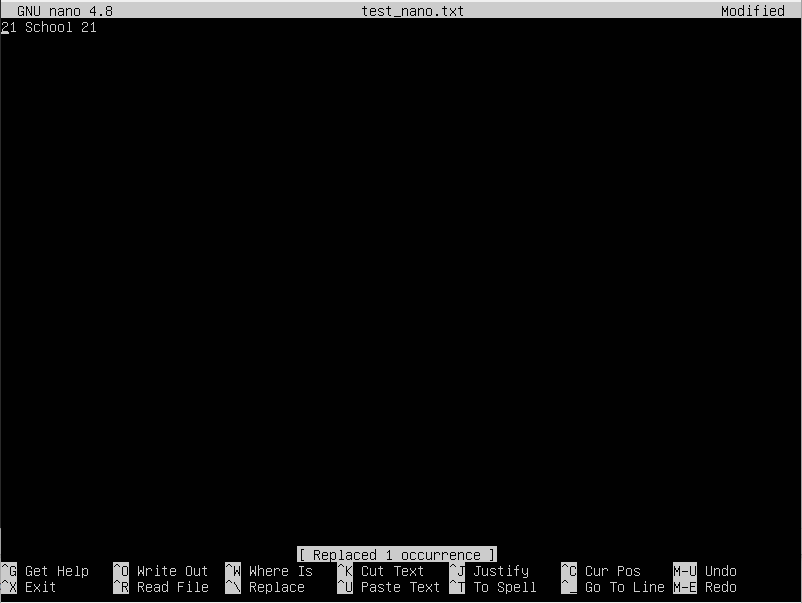 GNU nano 4.8 test_nano.txt Modified
21 School 21
[ Replaced 1 occurrence ]
^G Get Help ^O Write Out ^W Where Is ^K Cut Text ^J Justify ^C Cur Pos M-U Undo
^X Exit ^R Read File ^\ Replace ^U Paste Text ^T To Spell ^_ Go To Line M-E Redo